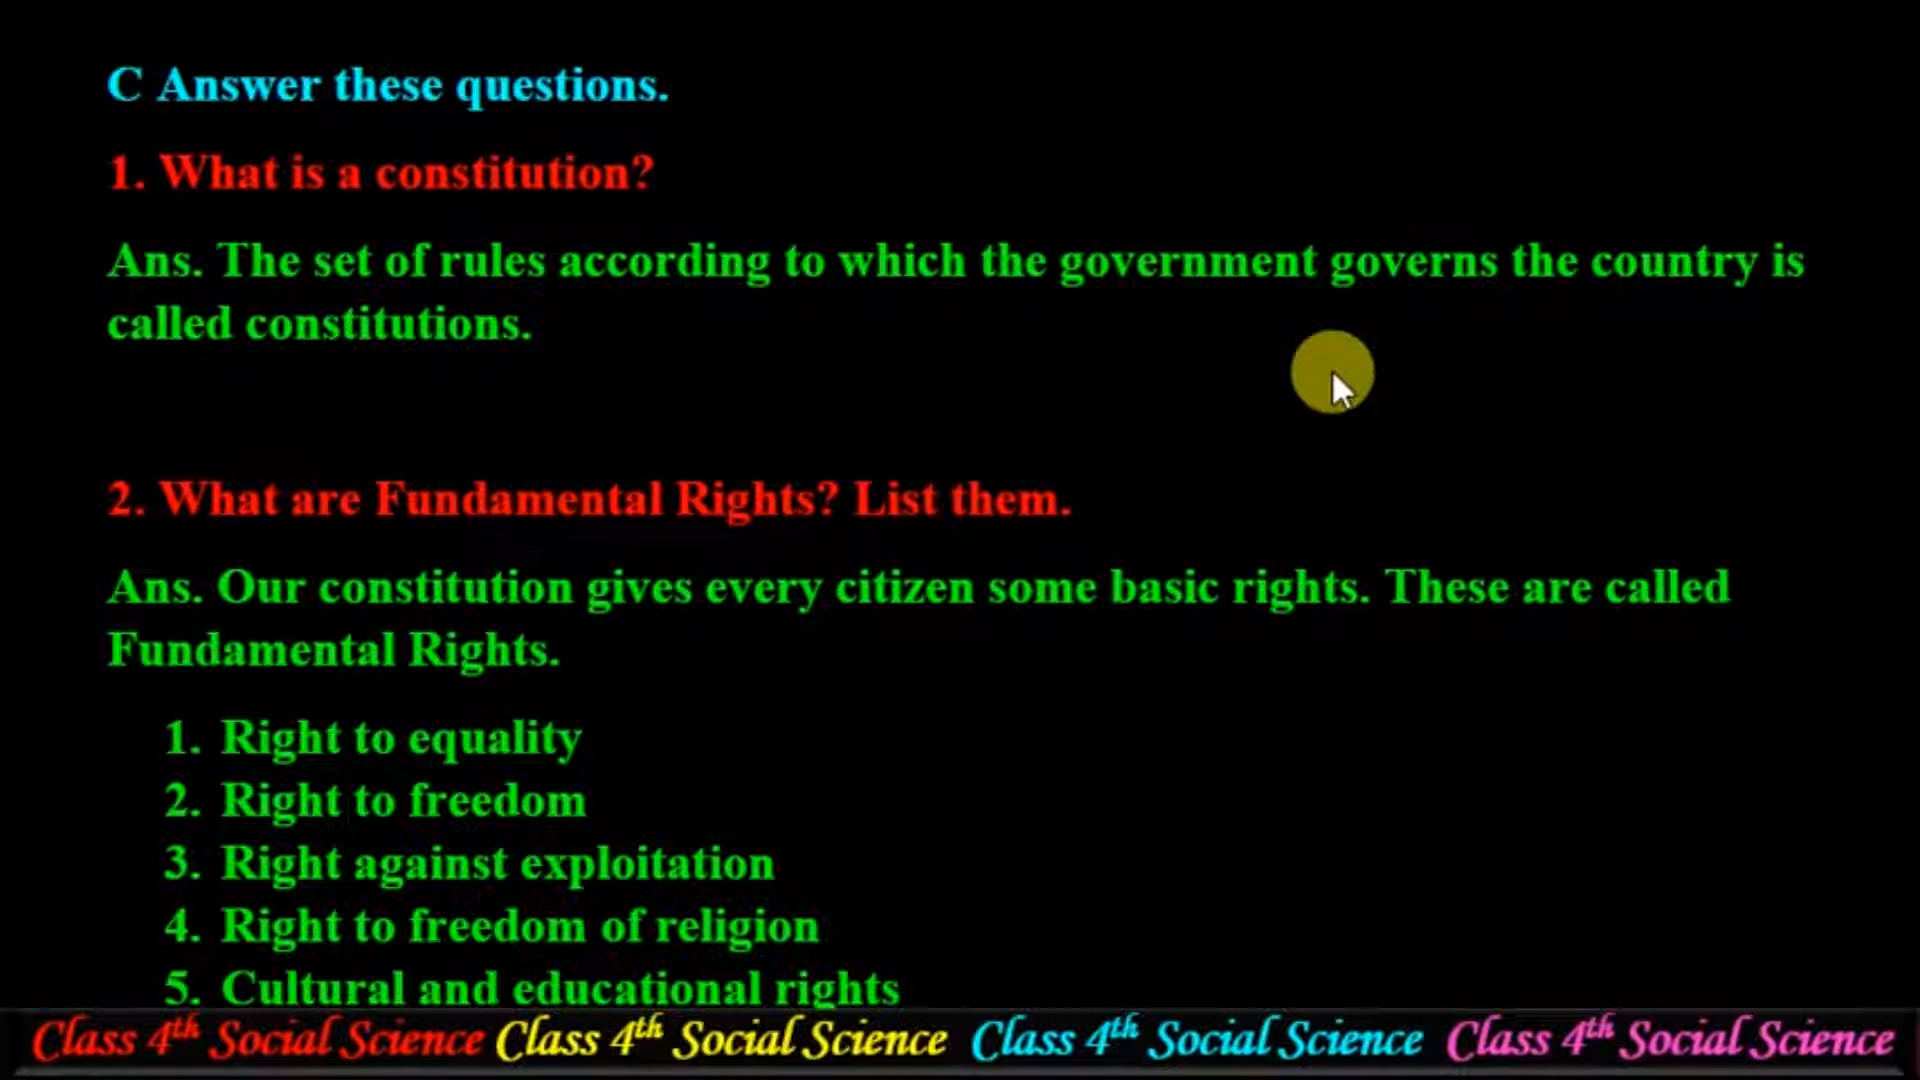 C Answer these questions.
1. What is a constitution?
Ans. The set of rules according to which the government governs the country is
called constitutions.
2. What are Fundamental Rights? List them.
Ans. Our constitution gives every citizen some basic rights. These are called
Fundamental Rights.
1. Right to equality
2. Right to freedom
3. Right against exploitation
4. Right to freedom of religion
5. Cultural and educational rights
Class 4th Social Science Class 4th Social Science Class 4th Social Science Class 4th Social Science